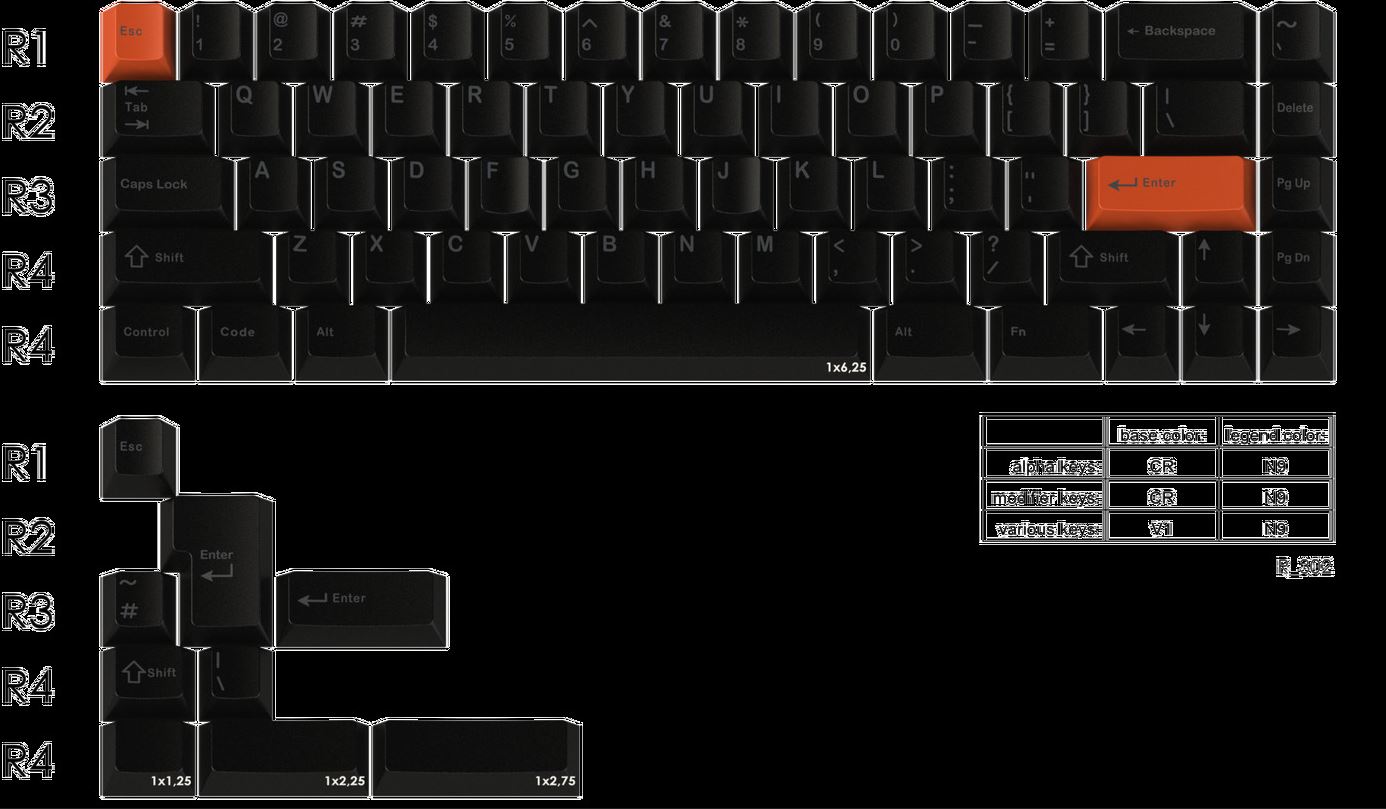 R1
Esc
! @ # $ % ^ & * ( ) _ + ~
1 2 3 4 5 6 7 8 9 0 - = ← Backspace `
R2
Tab Q W E R T Y U I O P { } | Delete
[ ] \
R3
Caps Lock A S D F G H J K L : " Enter Pg Up
; '
R4
Shift Z X C V B N M < > ? Shift ↑ Pg Dn
, . /
R4
Control Code Alt Alt Fn ← ↓ →
1x6,25
R1
Esc
R2
Enter
R3
~
#
Enter
R4
Shift
|
\
R4
1x1,25 1x2,25 1x2,75
base color legend color
alpha keys CR N9
modifier keys CR N9
various keys V1 N9